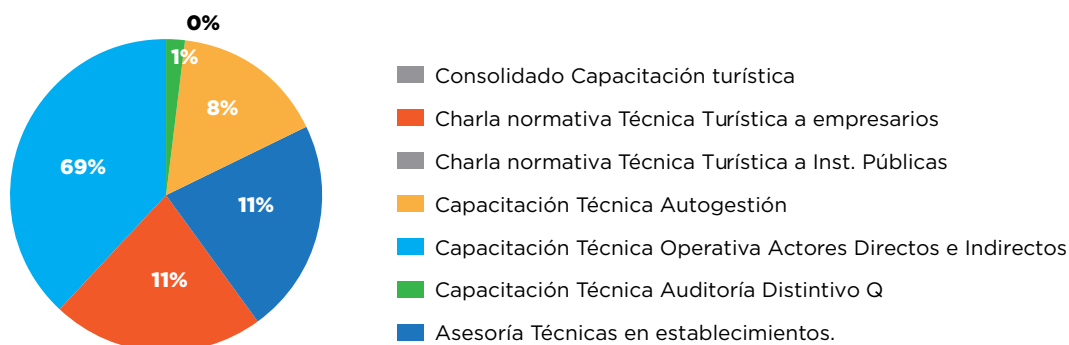 0%
1%
8%
69%
11%
11%
Consolidado Capacitación turística
Charla normativa Técnica Turística a empresarios
Charla normativa Técnica Turística a Inst. Públicas
Capacitación Técnica Autogestión
Capacitación Técnica Operativa Actores Directos e Indirectos
Capacitación Técnica Auditoría Distintivo Q
Asesoría Técnicas en establecimientos.